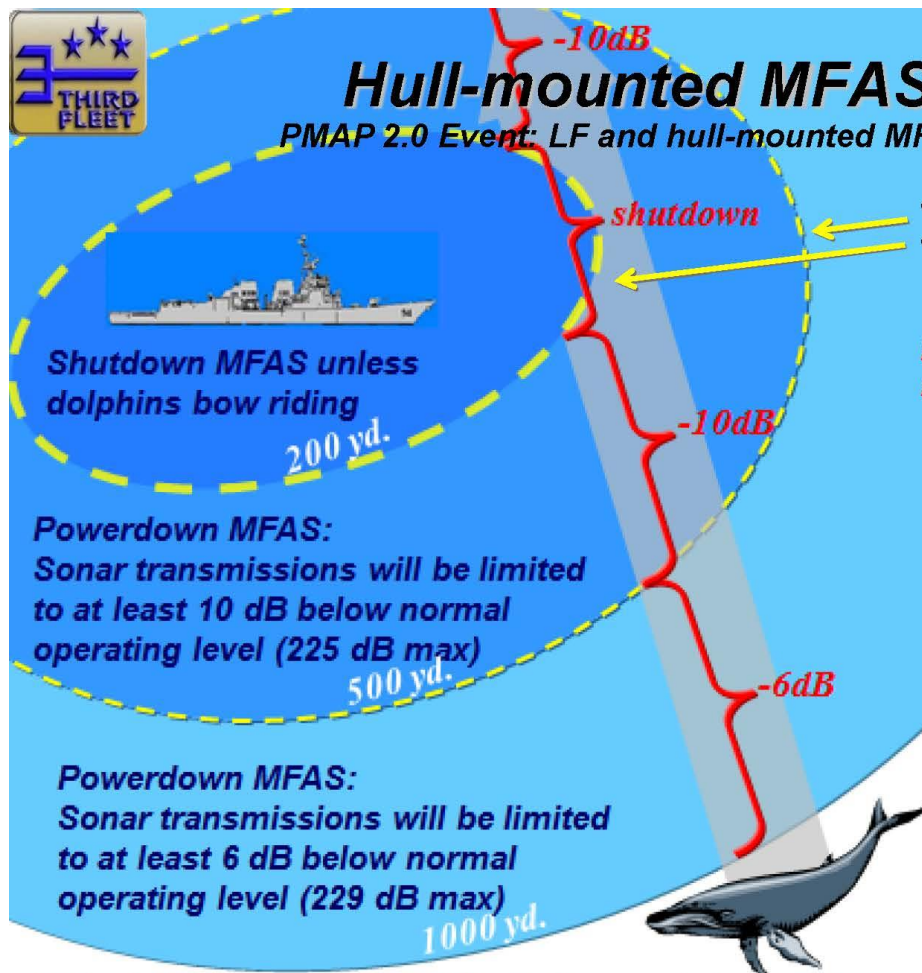 THIRD
FLEET
-10dB
Hull-mounted MFAS
PMAP 2.0 Event: LF and hull-mounted
shutdown
Shutdown MFAS unless
dolphins bow riding
200 yd.
-10dB
Powerdown MFAS:
Sonar transmissions will be limited
to at least 10 dB below normal
operating level (225 dB max)
500 yd.
-6dB
Powerdown MFAS:
Sonar transmissions will be limited
to at least 6 dB below normal
operating level (229 dB max)
1000 yd.